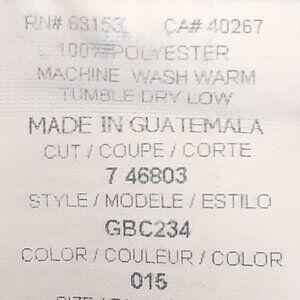 RN# 63153 CA# 40267
100% POLYESTER
MACHINE WASH WARM
TUMBLE DRY LOW
MADE IN GUATEMALA
CUT / COUPE / CORTE
7 46803
STYLE / MODELE / ESTILO
GBC234
COLOR / COULEUR / COLOR
015